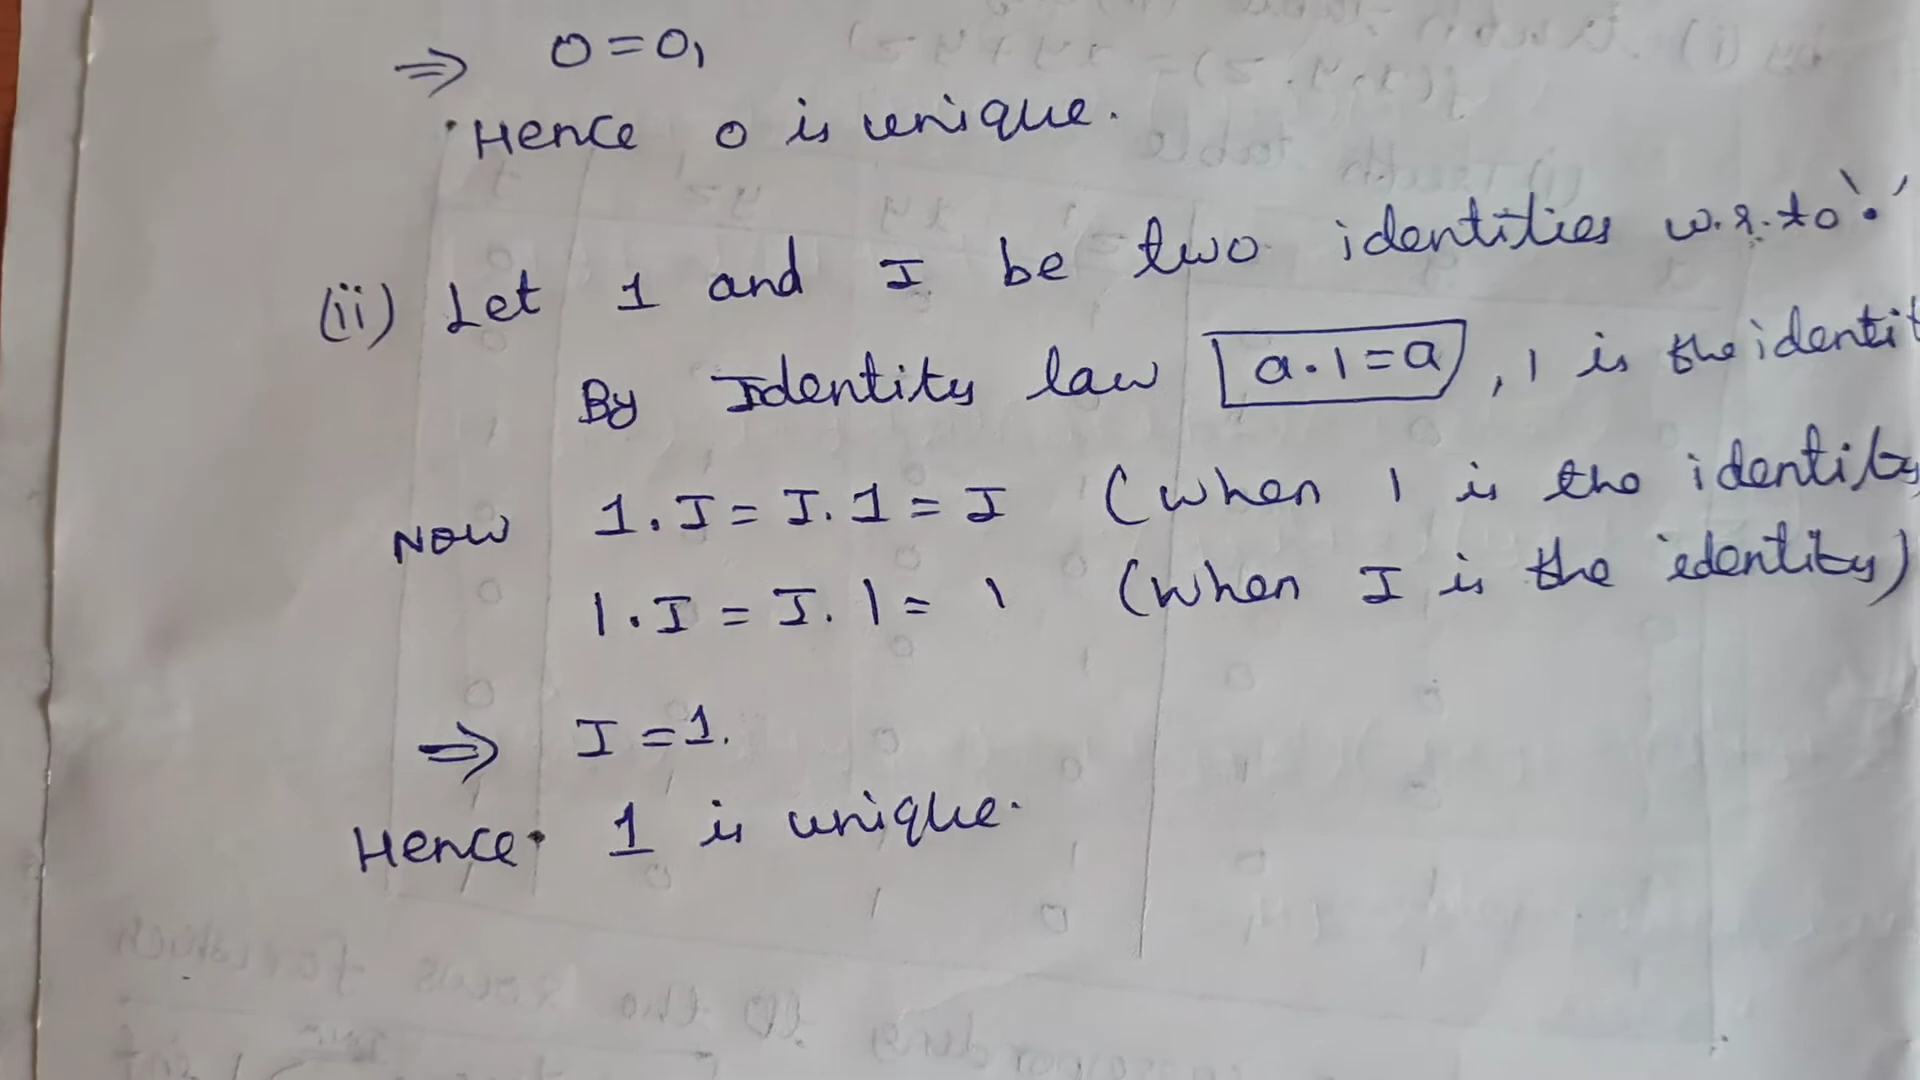 ⇒ 0=0,
Hence 0 is unique.
(ii) Let 1 and I be two identities w.r.to '.'
By Identity law a.1=a, 1 is the identit
Now 1.I=I.1=I (when 1 is the identity
1.I=I.1=1 (when I is the identity)
⇒ I=1.
Hence 1 is unique.